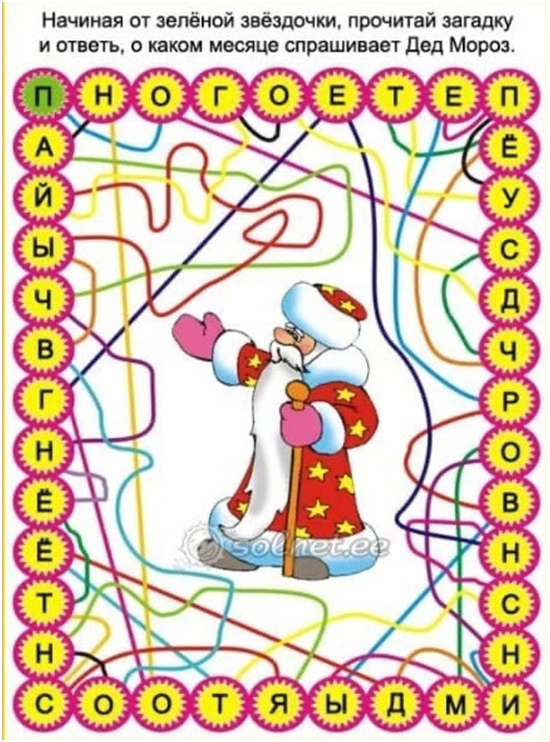 Начиная от зелёной звёздочки, прочитай загадку
и ответь, о каком месяце спрашивает Дед Мороз.
П Н О Г О Е Т Е П
А Ё
Й У
Ы С
Ч Д
В Ч
Г Р
Н О
Ё В
Ё Н
Т С
Н Н
С О О Т Я Ы Д М И
solnet.ee